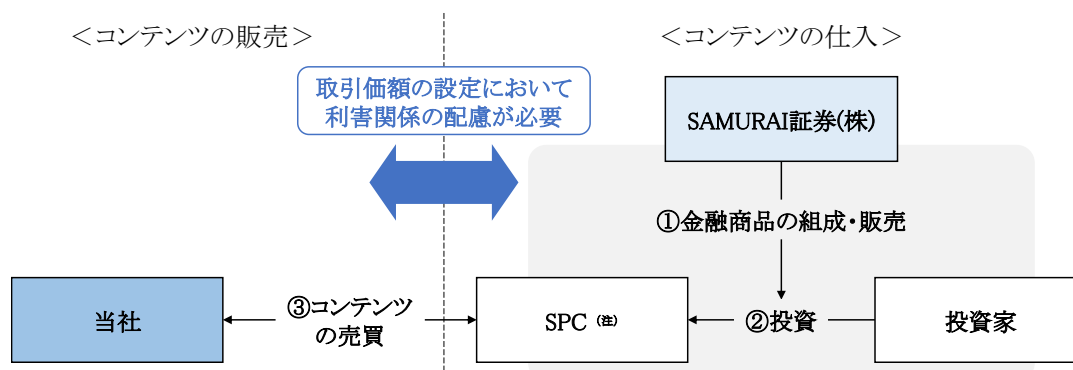 ＜コンテンツの販売＞
＜コンテンツの仕入＞
取引価額の設定において
利害関係の配慮が必要
SAMURAI証券(株)
①金融商品の組成・販売
当社
③コンテンツ
の売買
SPC (注)
②投資
投資家